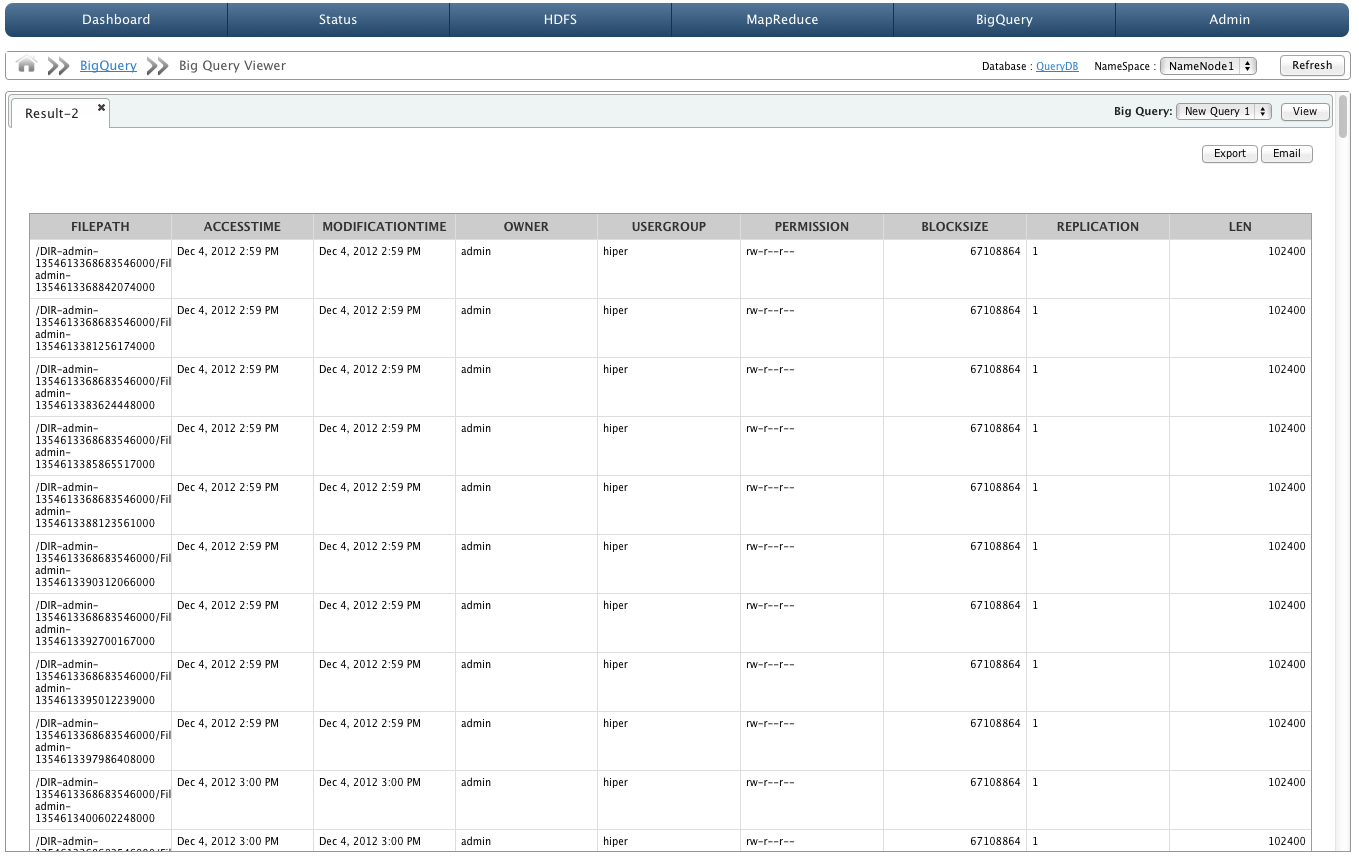 Dashboard Status HDFS MapReduce BigQuery Admin
BigQuery Big Query Viewer Database : QueryDB NameSpace : NameNode1 Refresh
Result-2 Big Query: New Query 1 View
Export Email
FILEPATH ACCESSTIME MODIFICATIONTIME OWNER USERGROUP PERMISSION BLOCKSIZE REPLICATION LEN
/DIR-admin- Dec 4, 2012 2:59 PM Dec 4, 2012 2:59 PM admin hiper rw-r--r-- 67108864 1 102400
1354613368683546000/Fil
admin-
1354613368842074000
/DIR-admin- Dec 4, 2012 2:59 PM Dec 4, 2012 2:59 PM admin hiper rw-r--r-- 67108864 1 102400
1354613368683546000/Fil
admin-
1354613381256174000
/DIR-admin- Dec 4, 2012 2:59 PM Dec 4, 2012 2:59 PM admin hiper rw-r--r-- 67108864 1 102400
1354613368683546000/Fil
admin-
1354613383624448000
/DIR-admin- Dec 4, 2012 2:59 PM Dec 4, 2012 2:59 PM admin hiper rw-r--r-- 67108864 1 102400
1354613368683546000/Fil
admin-
1354613385865517000
/DIR-admin- Dec 4, 2012 2:59 PM Dec 4, 2012 2:59 PM admin hiper rw-r--r-- 67108864 1 102400
1354613368683546000/Fil
admin-
1354613388123561000
/DIR-admin- Dec 4, 2012 2:59 PM Dec 4, 2012 2:59 PM admin hiper rw-r--r-- 67108864 1 102400
1354613368683546000/Fil
admin-
1354613390312066000
/DIR-admin- Dec 4, 2012 2:59 PM Dec 4, 2012 2:59 PM admin hiper rw-r--r-- 67108864 1 102400
1354613368683546000/Fil
admin-
1354613392700167000
/DIR-admin- Dec 4, 2012 2:59 PM Dec 4, 2012 2:59 PM admin hiper rw-r--r-- 67108864 1 102400
1354613368683546000/Fil
admin-
1354613395012239000
/DIR-admin- Dec 4, 2012 2:59 PM Dec 4, 2012 2:59 PM admin hiper rw-r--r-- 67108864 1 102400
1354613368683546000/Fil
admin-
1354613397986408000
/DIR-admin- Dec 4, 2012 3:00 PM Dec 4, 2012 3:00 PM admin hiper rw-r--r-- 67108864 1 102400
1354613368683546000/Fil
admin-
1354613400602248000
/DIR-admin- Dec 4, 2012 3:00 PM Dec 4, 2012 3:00 PM admin hiper rw-r--r-- 67108864 1 102400